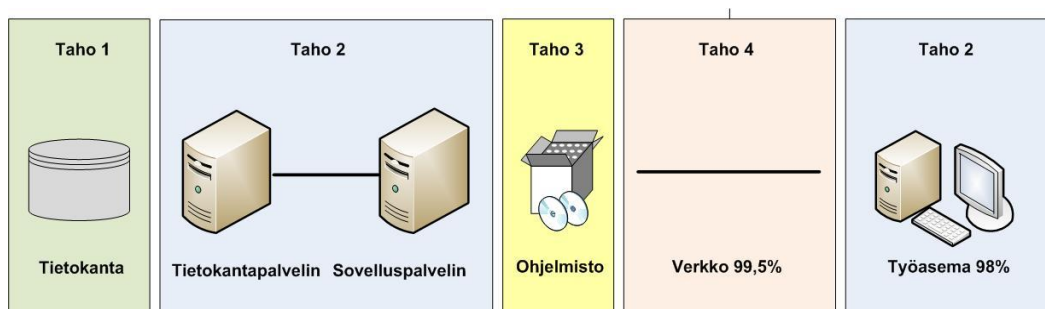 Taho 1
Taho 2
Taho 3
Taho 4
Taho 2
Tietokanta
Tietokantapalvelin
Sovelluspalvelin
Ohjelmisto
Verkko 99,5%
Työasema 98%